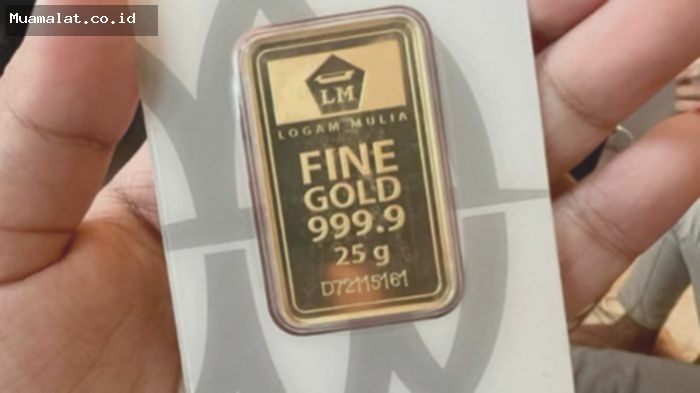 Muamalat.co.id
LM
LOGAM MULIA
FINE
GOLD
999.9
25 g
D72115161